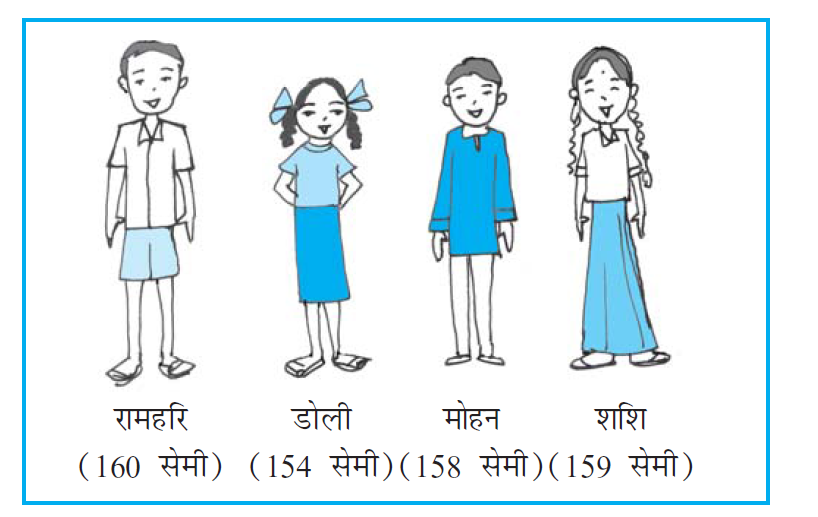 रामहरि डोली मोहन शशि
(160 सेमी) (154 सेमी) (158 सेमी) (159 सेमी)